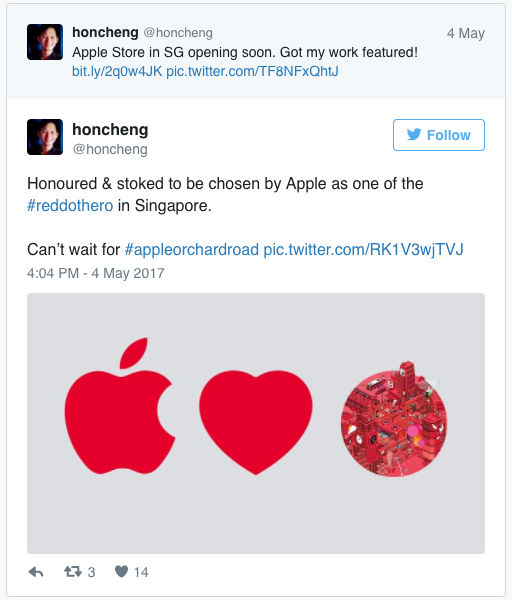 honcheng @honcheng 4 May
Apple Store in SG opening soon. Got my work featured!
bit.ly/2q0w4JK pic.twitter.com/TF8NFxQhtJ
honcheng
@honcheng
Follow
Honoured & stoked to be chosen by Apple as one of the
#reddothero in Singapore.
Can’t wait for #appleorchardroad pic.twitter.com/RK1V3wjTVJ
4:04 PM - 4 May 2017
3 14